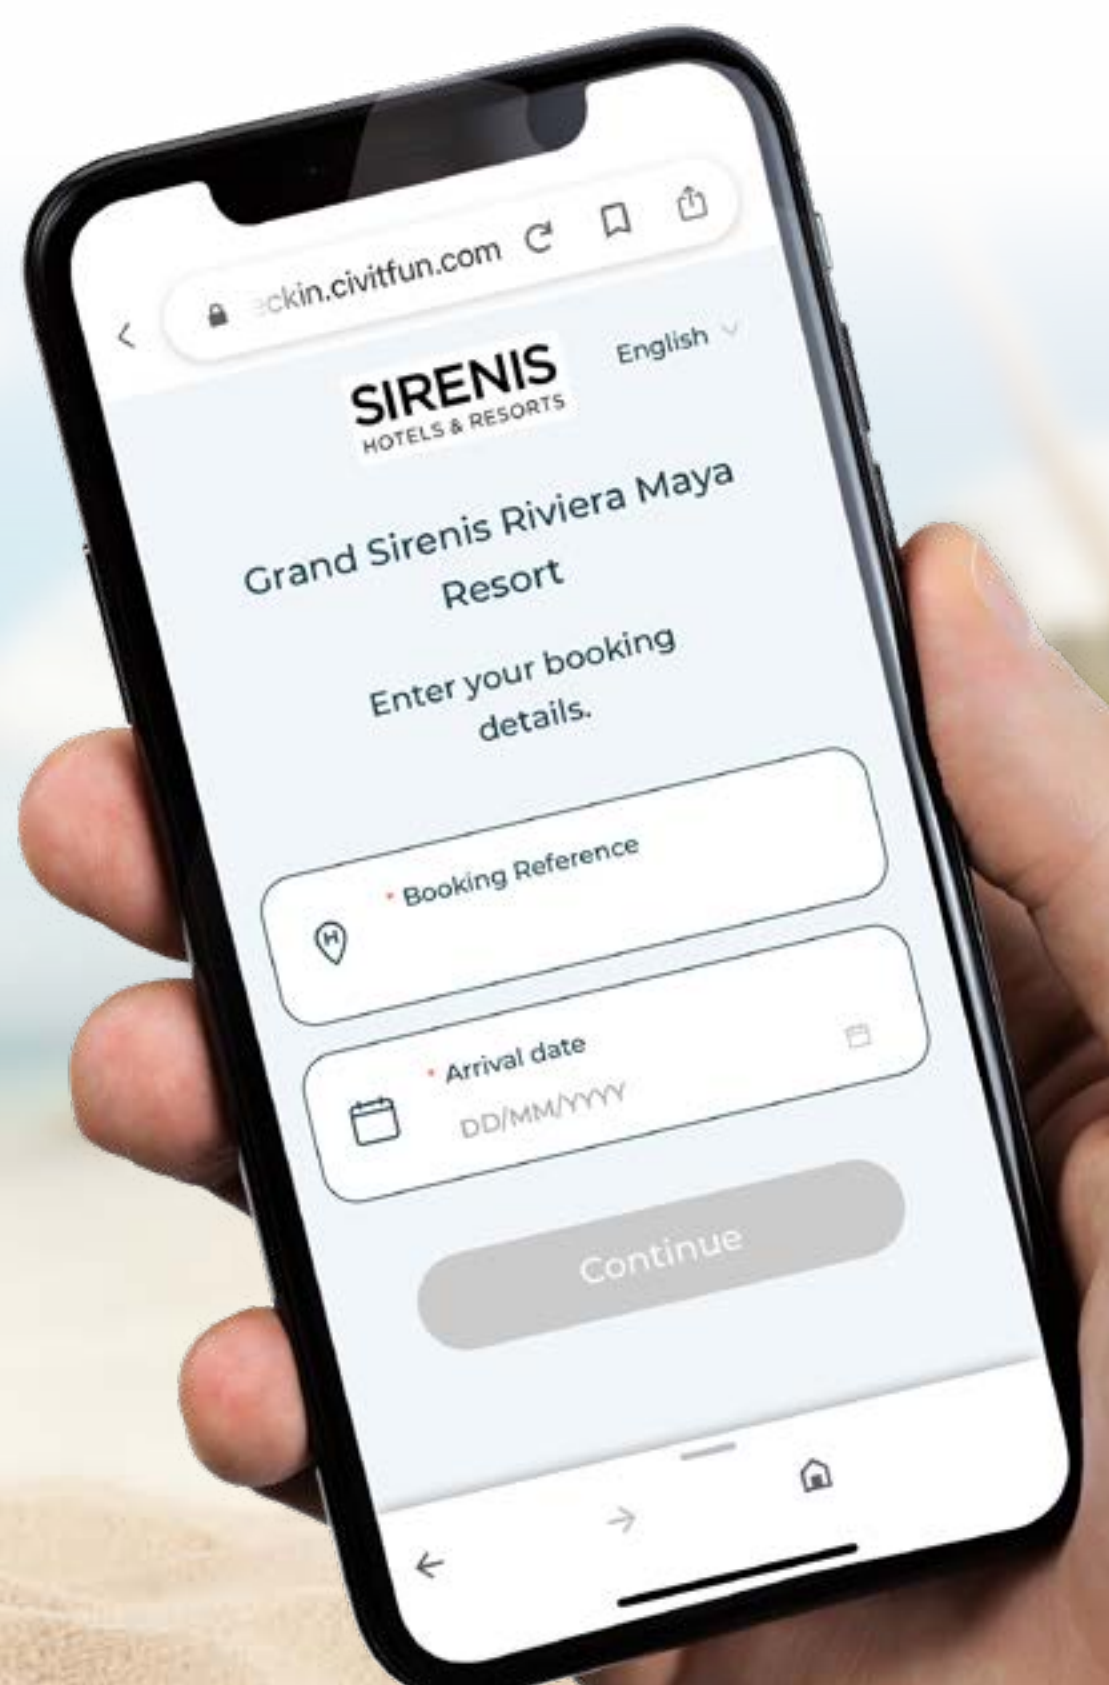 eckin.civitfun.com
English
SIRENIS
HOTELS & RESORTS
Grand Sirenis Riviera Maya
Resort
Enter your booking
details.
* Booking Reference
* Arrival date
DD/MM/YYYY
Continue